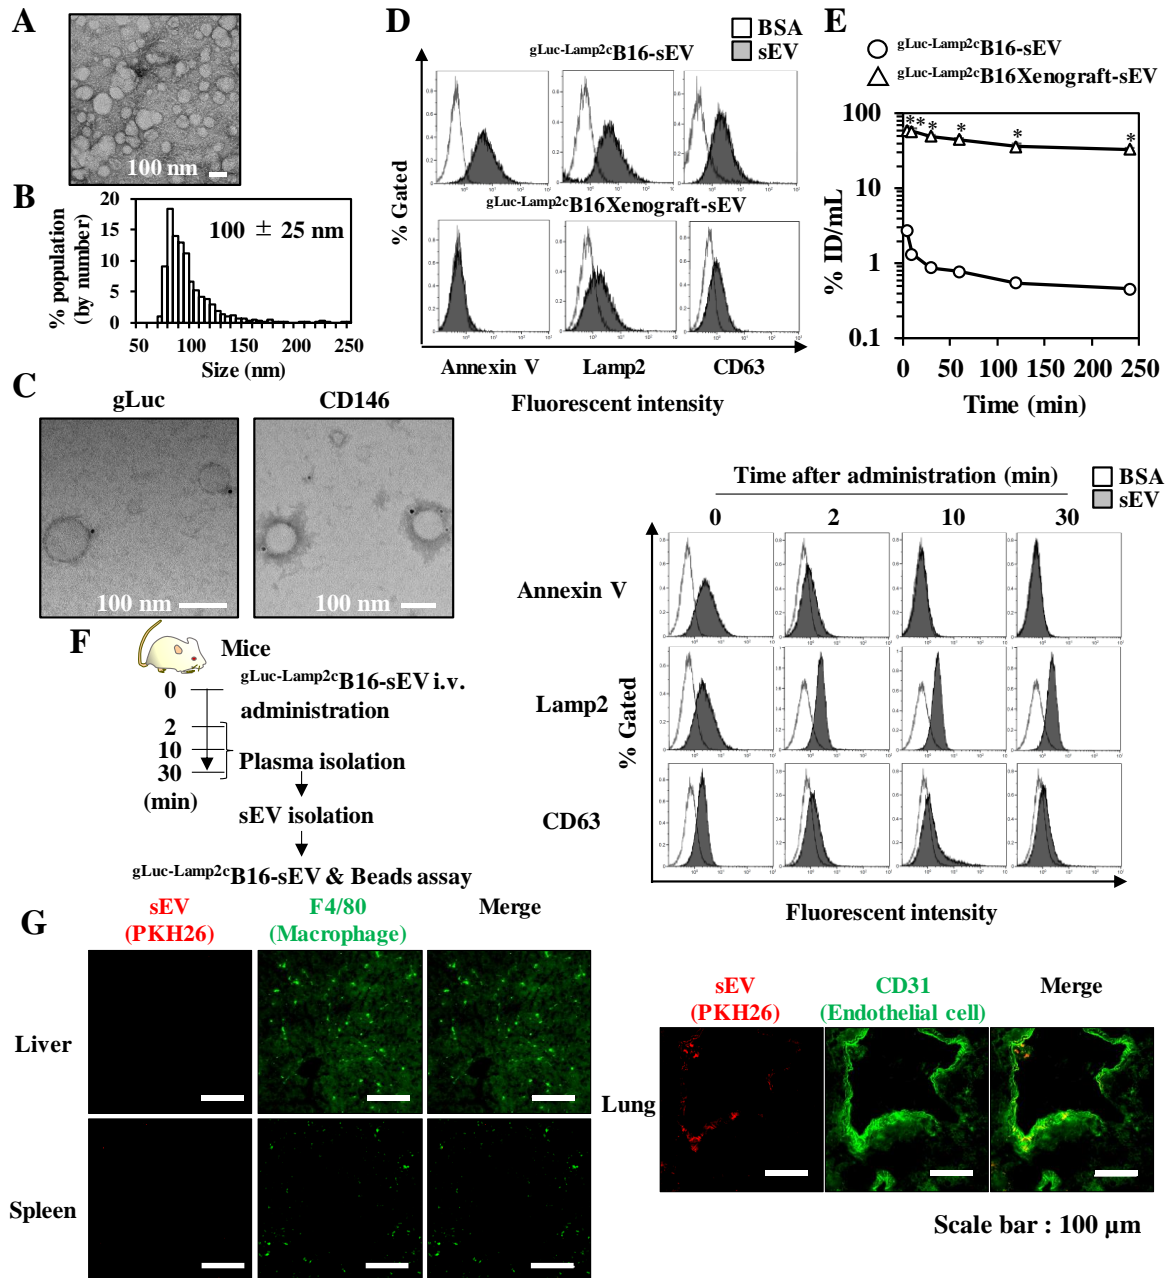 A
100 nm
B
% population
(by number)
20
15
10
5
0
100 ± 25 nm
50
100
150
200
250
Size (nm)
C
gLuc
CD146
100 nm
100 nm
D
BSA
sEV
gLuc-Lamp2cB16-sEV
gLuc-Lamp2cB16Xenograft-sEV
% Gated
Annexin V
Lamp2
CD63
Fluorescent intensity
E
gLuc-Lamp2cB16-sEV
gLuc-Lamp2cB16Xenograft-sEV
% ID/mL
100
10
1
0.1
* * * * * *
0
50
100
150
200
250
Time (min)
F
Mice
0
2
10
30
(min)
gLuc-Lamp2cB16-sEV i.v.
administration
Plasma isolation
sEV isolation
gLuc-Lamp2cB16-sEV & Beads assay
Time after administration (min)
BSA
sEV
0
2
10
30
Annexin V
Lamp2
CD63
% Gated
Fluorescent intensity
G
sEV
(PKH26)
F4/80
(Macrophage)
Merge
Liver
Spleen
sEV
(PKH26)
CD31
(Endothelial cell)
Merge
Lung
Scale bar : 100 μm